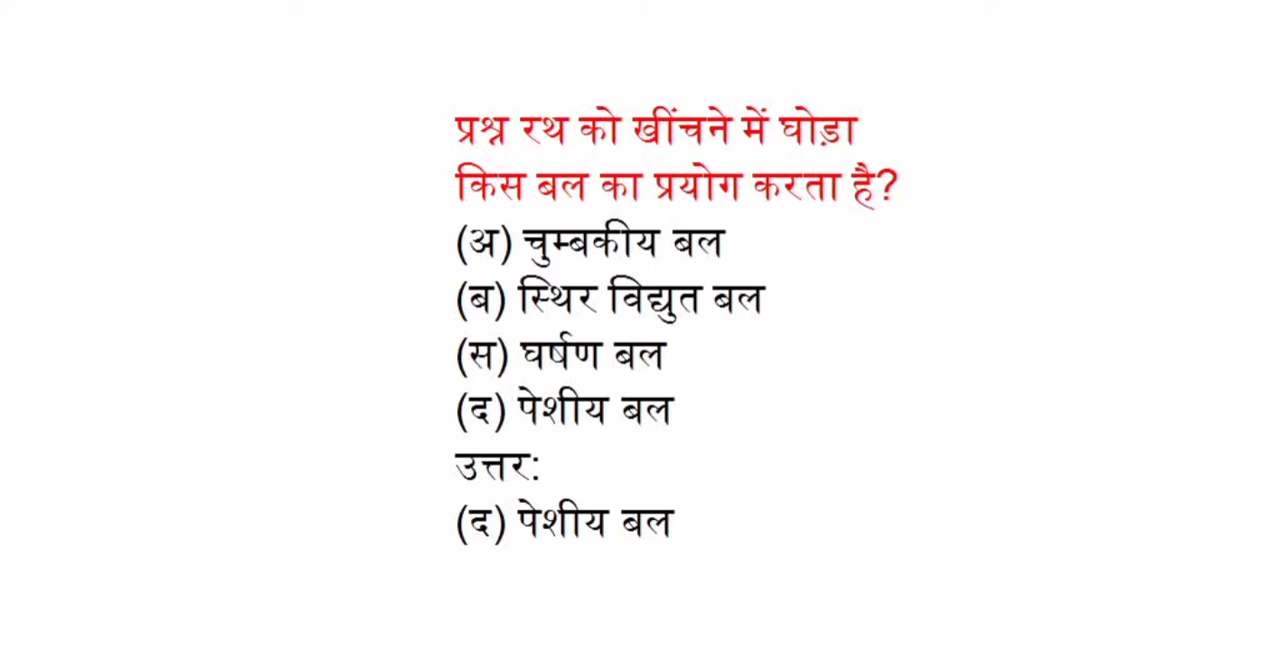 प्रश्न रथ को खींचने में घोड़ा
किस बल का प्रयोग करता है?
(अ) चुम्बकीय बल
(ब) स्थिर विद्युत बल
(स) घर्षण बल
(द) पेशीय बल
उत्तर:
(द) पेशीय बल